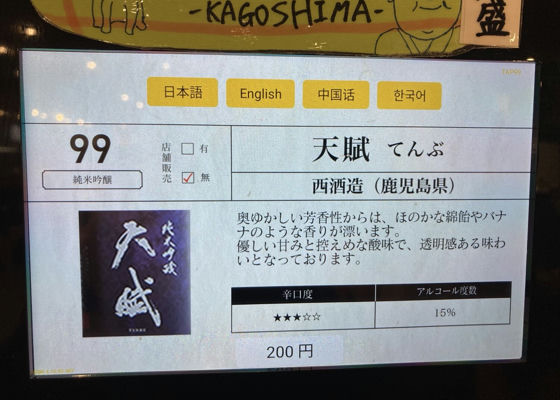 -KAGOSHIMA-
盛
日本語
English
中国话
한국어
99
純米吟醸
店舗販売
有
無
天賦 てんぶ
西酒造（鹿児島県）
純米吟醸
天賦
TENBU
奥ゆかしい芳香性からは、ほのかな綿飴やバナ
ナのような香りが漂います。
優しい甘みと控えめな酸味で、透明感ある味わ
いとなっております。
辛口度
アルコール度数
★★★☆☆
15%
200 円